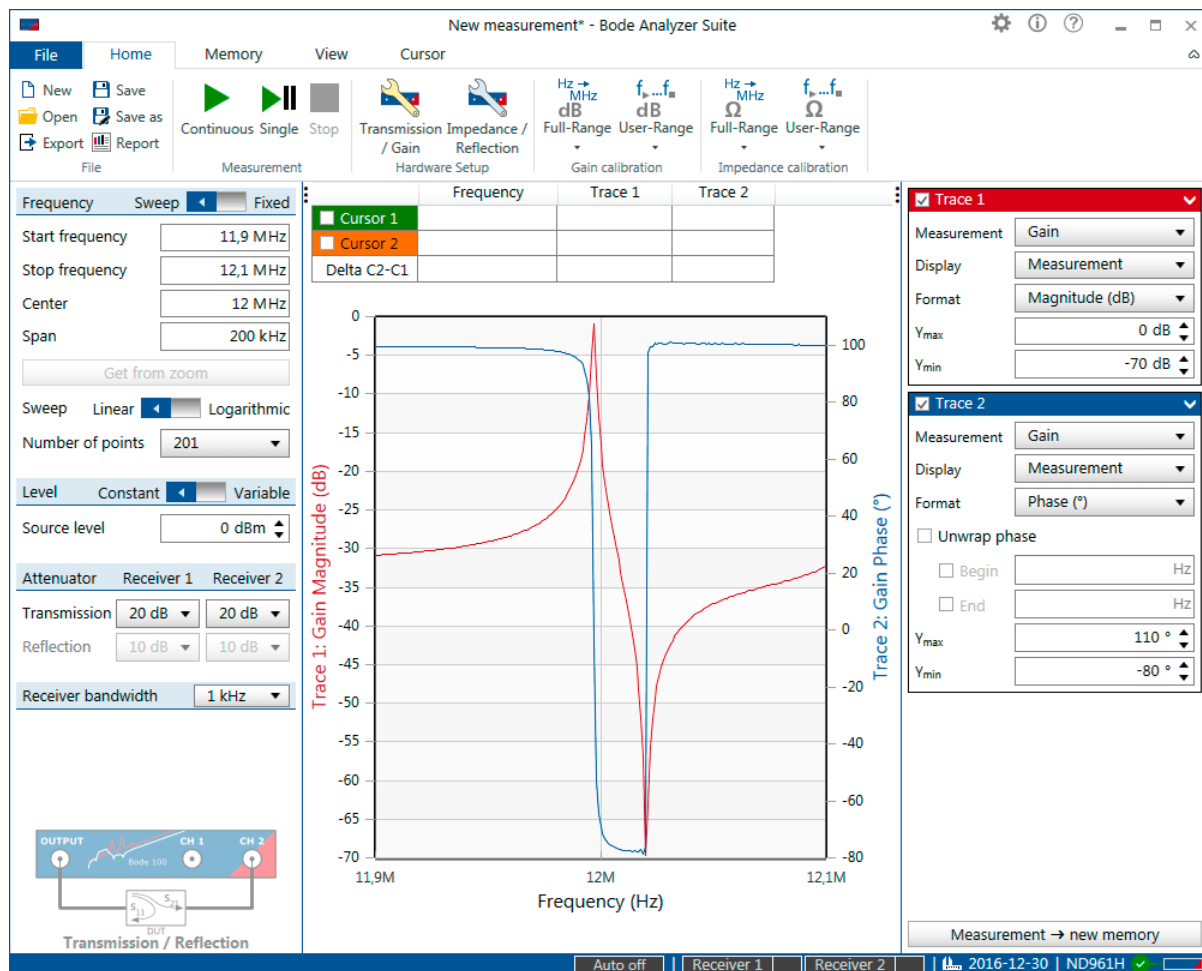 New measurement* - Bode Analyzer Suite
File Home Memory View Cursor
New Save
Open Save as
Export Report
File
Continuous Single Stop
Measurement
Transmission / Gain
Impedance / Reflection
Hardware Setup
Hz → MHz dB Full-Range
f▶...f■ dB User-Range
Gain calibration
Hz → MHz Ω Full-Range
f▶...f■ Ω User-Range
Impedance calibration
Frequency Sweep Fixed
Start frequency 11,9 MHz
Stop frequency 12,1 MHz
Center 12 MHz
Span 200 kHz
Get from zoom
Sweep Linear Logarithmic
Number of points 201
Level Constant Variable
Source level 0 dBm
Attenuator Receiver 1 Receiver 2
Transmission 20 dB 20 dB
Reflection 10 dB 10 dB
Receiver bandwidth 1 kHz
OUTPUT CH 1 CH 2
Bode 100
S11 S21
DUT
Transmission / Reflection
Frequency Trace 1 Trace 2
Cursor 1
Cursor 2
Delta C2-C1
Trace 1: Gain Magnitude (dB)
0
-5
-10
-15
-20
-25
-30
-35
-40
-45
-50
-55
-60
-65
-70
100
80
60
40
20
0
-20
-40
-60
-80
Trace 2: Gain Phase (°)
11,9M 12M 12,1M
Frequency (Hz)
Trace 1
Measurement Gain
Display Measurement
Format Magnitude (dB)
Ymax 0 dB
Ymin -70 dB
Trace 2
Measurement Gain
Display Measurement
Format Phase (°)
Unwrap phase
Begin Hz
End Hz
Ymax 110 °
Ymin -80 °
Measurement → new memory
Auto off | Receiver 1 Receiver 2 | 2016-12-30 | ND961H